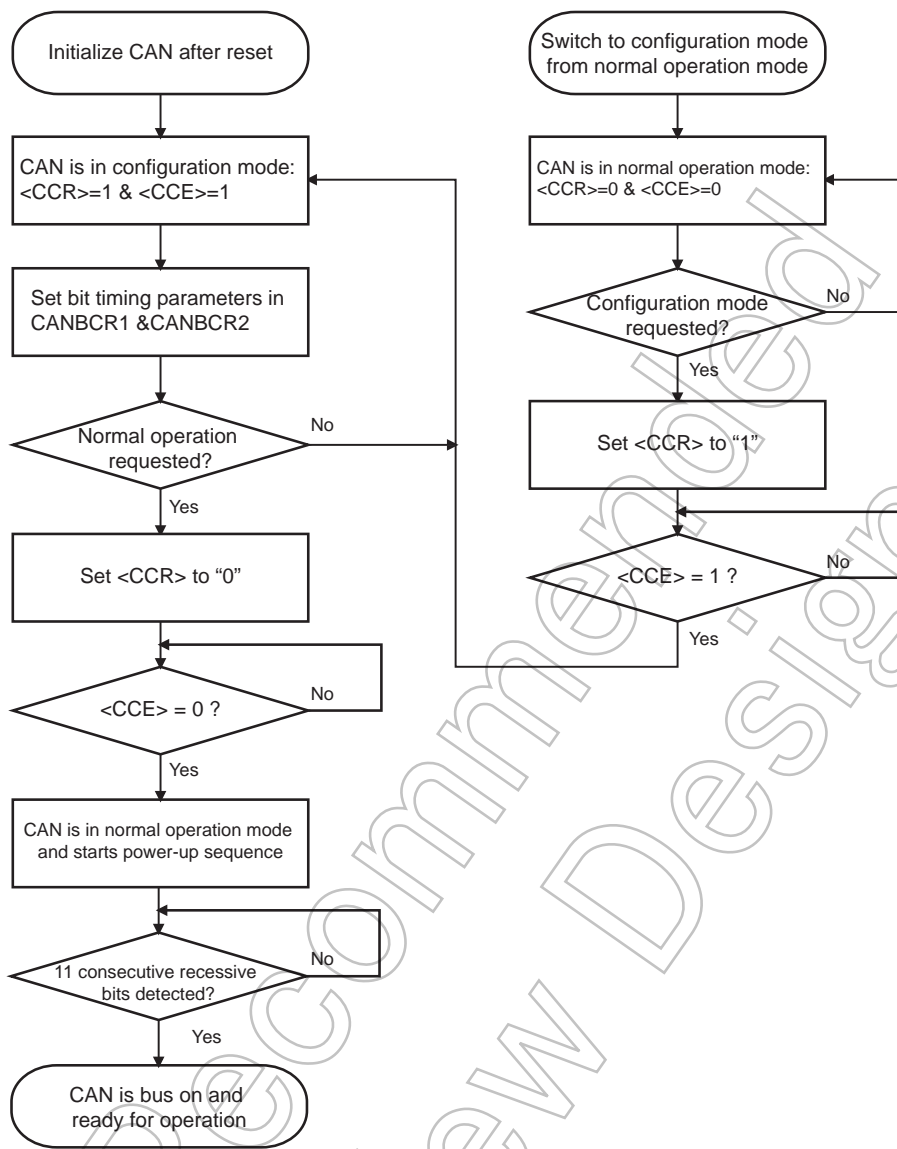 Initialize CAN after reset
CAN is in configuration mode:
<CCR>=1 & <CCE>=1
Set bit timing parameters in
CANBCR1 &CANBCR2
Normal operation
requested?
No
Yes
Set <CCR> to “0”
<CCE> = 0 ?
No
Yes
CAN is in normal operation mode
and starts power-up sequence
11 consecutive recessive
bits detected?
No
Yes
CAN is bus on and
ready for operation
Switch to configuration mode
from normal operation mode
CAN is in normal operation mode:
<CCR>=0 & <CCE>=0
Configuration mode
requested?
No
Yes
Set <CCR> to “1”
<CCE> = 1 ?
No
Yes
Recommended
ew Design